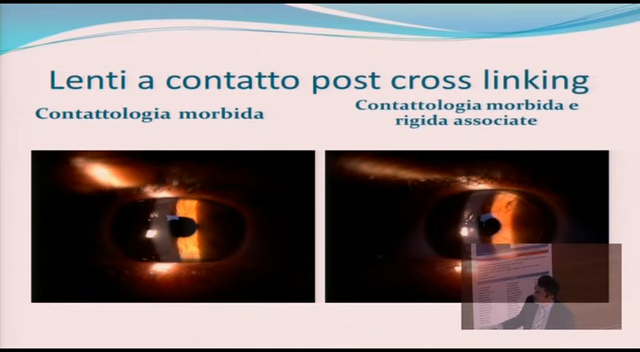 Lenti a contatto post cross linking
Contattologia morbida
Contattologia morbida e
rigida associate